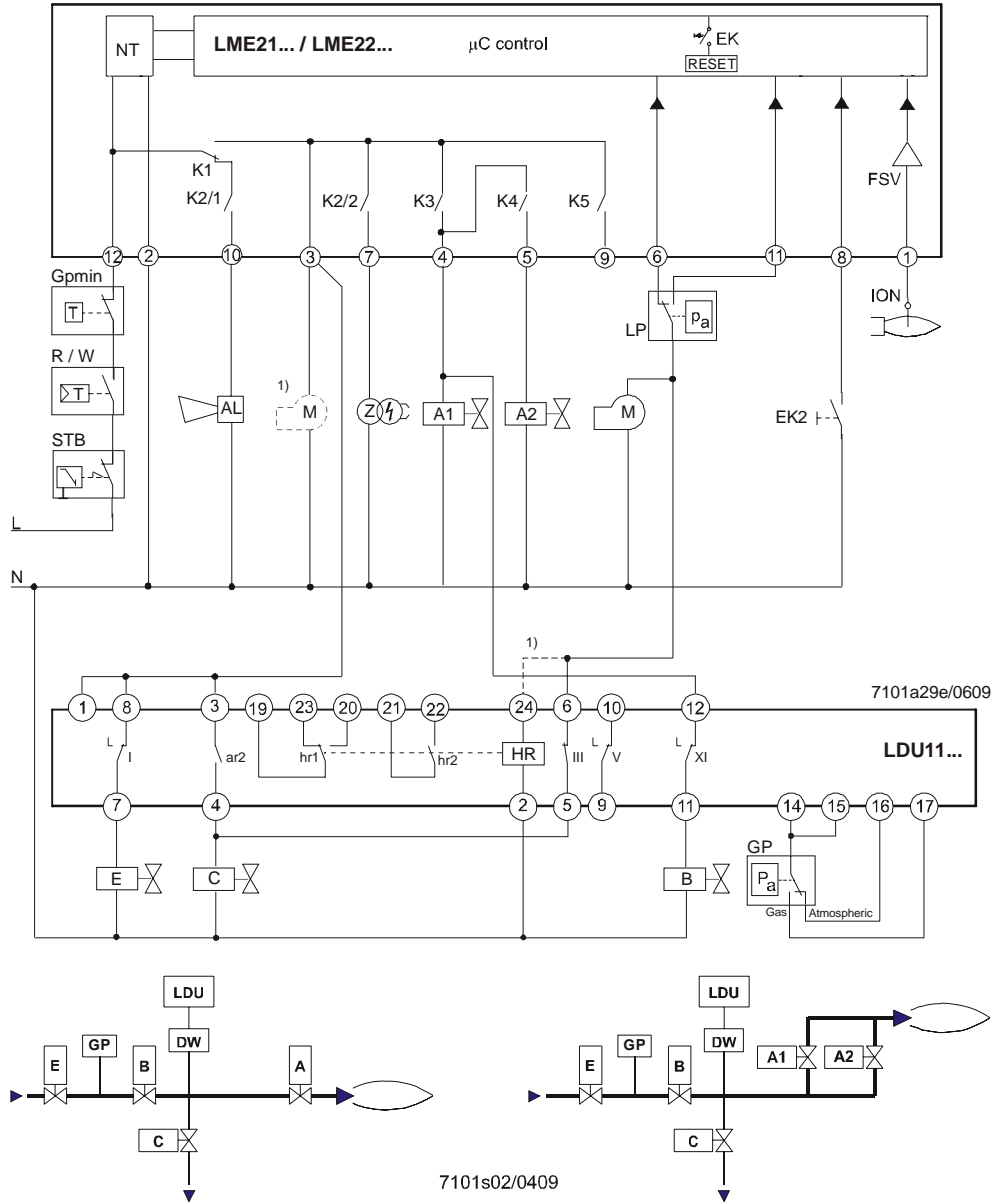 NT LME21... / LME22... µC control EK
RESET
FSV
K1
K2/1 K2/2 K3 K4 K5
12 2 10 3 7 4 5 9 6 11 8 1
Gpmin
T
ION
LP Pa
R / W
T
1)
AL M Z A1 A2 M EK2
STB
L
N
1)
7101a29e/0609
1 8 3 19 23 20 21 22 24 6 10 12
LDU11...
L I ar2 hr1 hr2 HR III L V L XI
7 4 2 5 9 11 14 15 16 17
GP
E C B Pa
Gas Atmospheric
LDU LDU
E GP B DW A E GP B DW A1 A2
C C
7101s02/0409